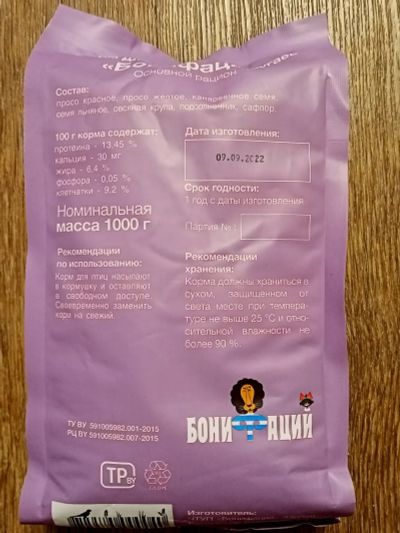 Основной рацион
Состав:
просо красное, просо желтое, канареечное семя,
семя льняное, овсяная крупа, подсолнечник, сафлор.
100 г корма содержат:
протеина - 13.45 %
кальция - 30 мг
жира - 6.4 %
фосфора - 0.05 %
клетчатки - 9.2 %
Номинальная
масса 1000 г
Рекомендации
по использованию:
Корм для птиц насыпают
в кормушку и оставляют
в свободном доступе.
Своевременно заменить
корм на свежий.
Дата изготовления:
09.09.2022
Срок годности:
1 год с даты изготовления
Партия №:
Рекомендации
хранения:
Корма должны храниться в
сухом, защищенном от
света месте при темпера-
туре не выше 25 °С и отно-
сительной влажности не
более 90 %.
БОНИФАЦИЙ
ТУ BY 591005982.001-2015
РЦ BY 591005982.007-2015
ТР BY
Изготовитель: